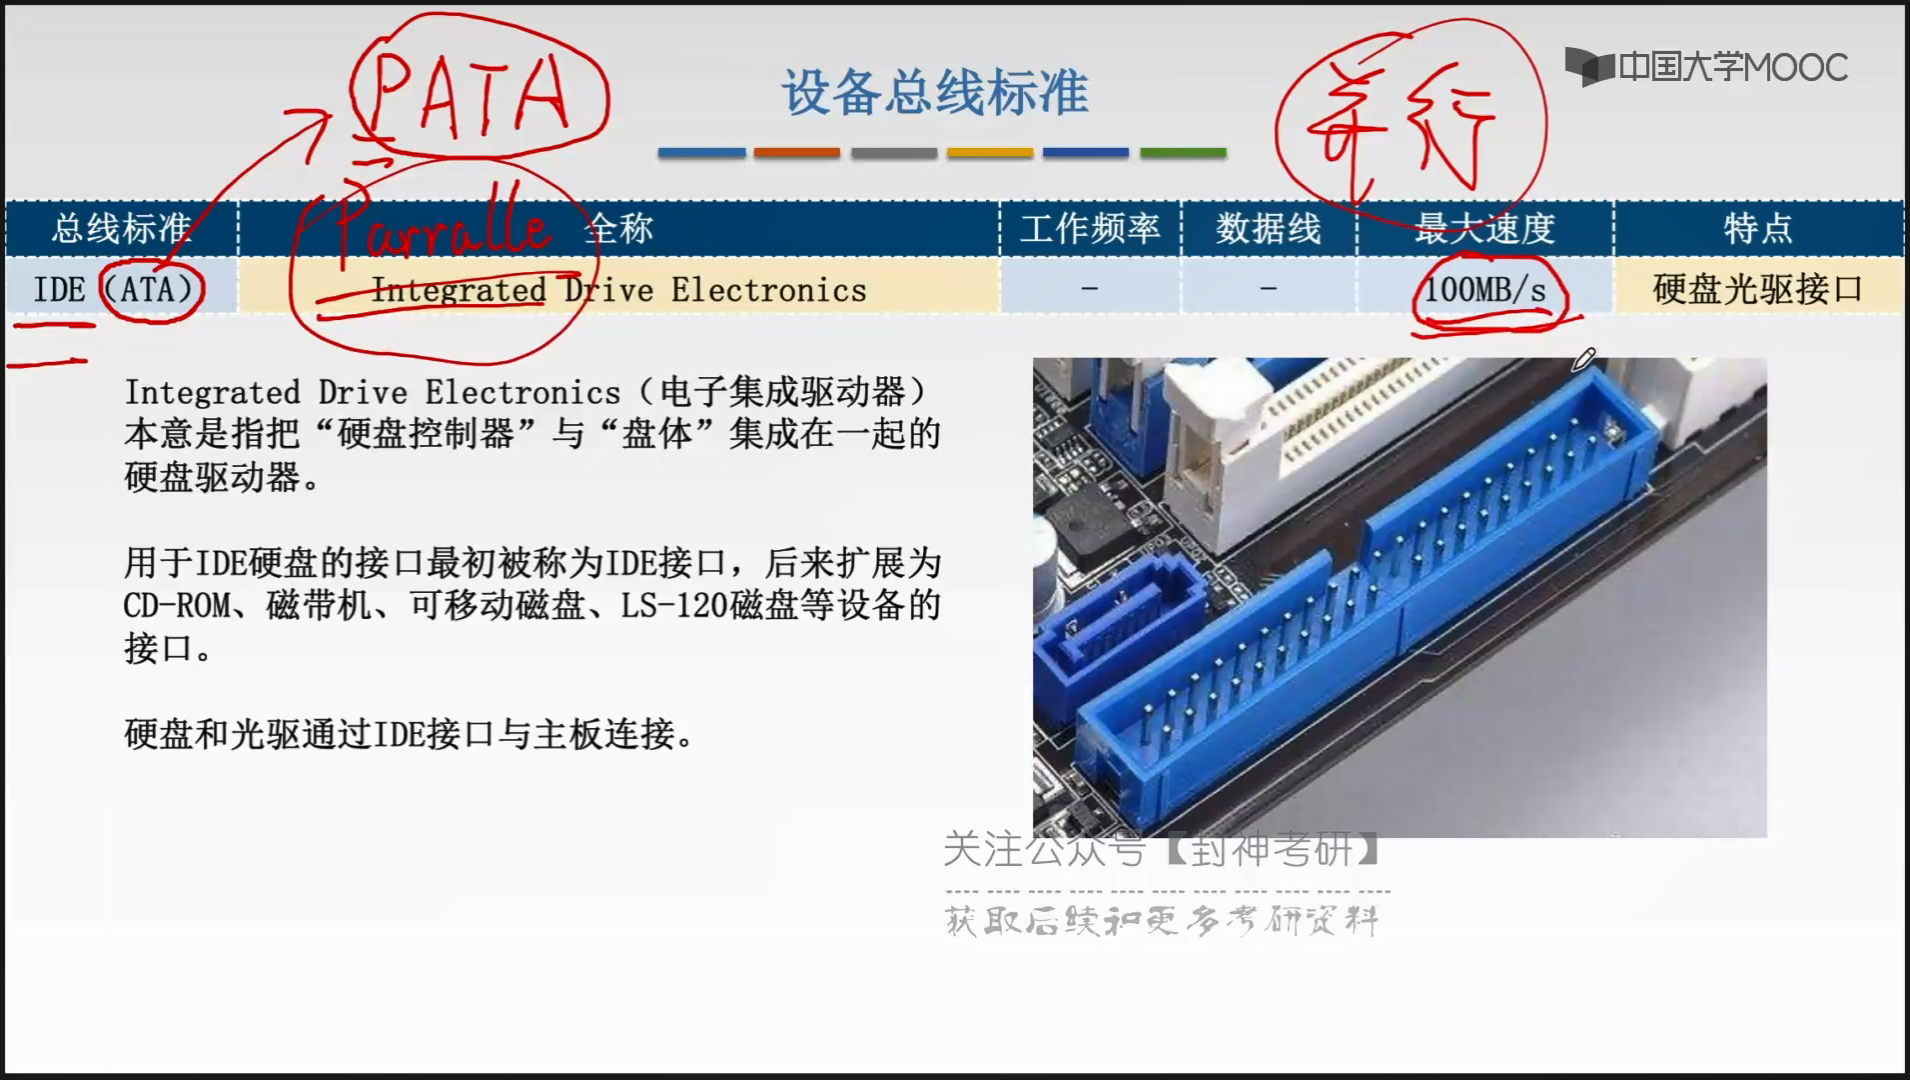 PATA
设备总线标准
并行
中国大学MOOC
Parralle
总线标准 全称 工作频率 数据线 最大速度 特点
IDE（ATA） Integrated Drive Electronics - - 100MB/s 硬盘光驱接口
Integrated Drive Electronics（电子集成驱动器）
本意是指把“硬盘控制器”与“盘体”集成在一起的
硬盘驱动器。
用于IDE硬盘的接口最初被称为IDE接口，后来扩展为
CD-ROM、磁带机、可移动磁盘、LS-120磁盘等设备的
接口。
硬盘和光驱通过IDE接口与主板连接。
关注公众号【封神考研】
获取后续和更多考研资料